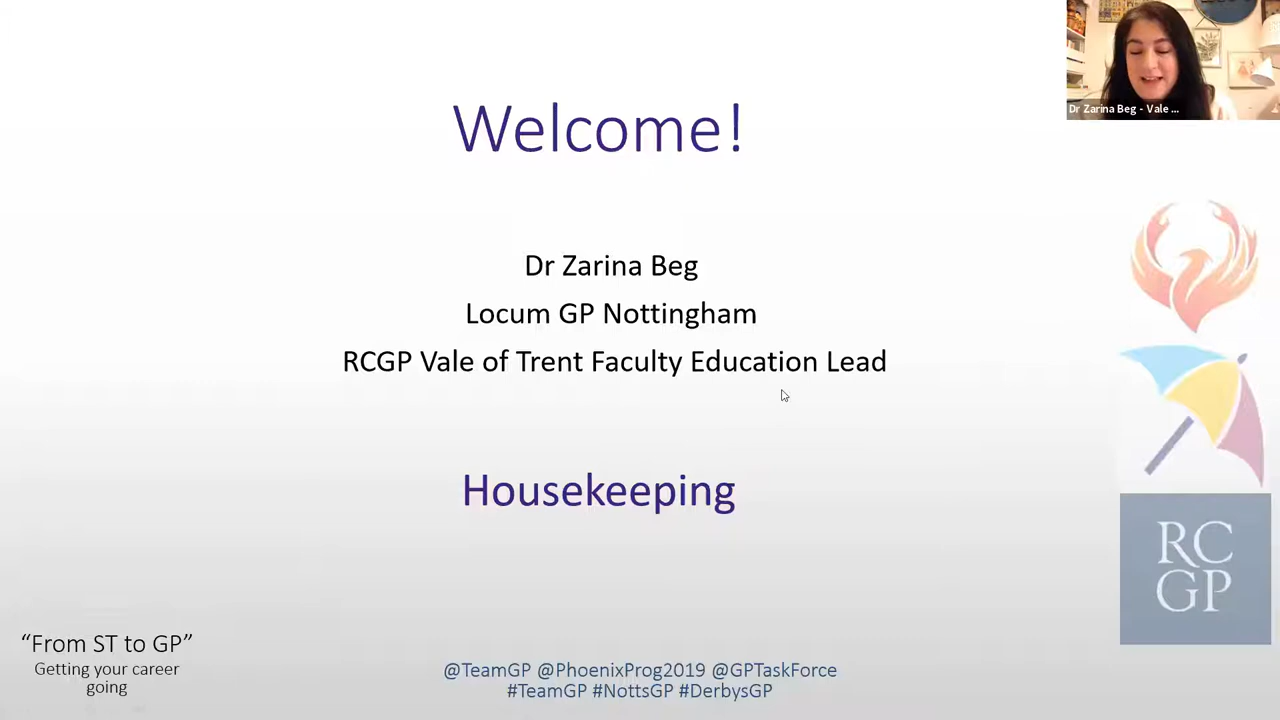 Welcome!
Dr Zarina Beg - Vale ...
Dr Zarina Beg
Locum GP Nottingham
RCGP Vale of Trent Faculty Education Lead
Housekeeping
RC
GP
“From ST to GP”
Getting your career
going
@TeamGP @PhoenixProg2019 @GPTaskForce
#TeamGP #NottsGP #DerbysGP